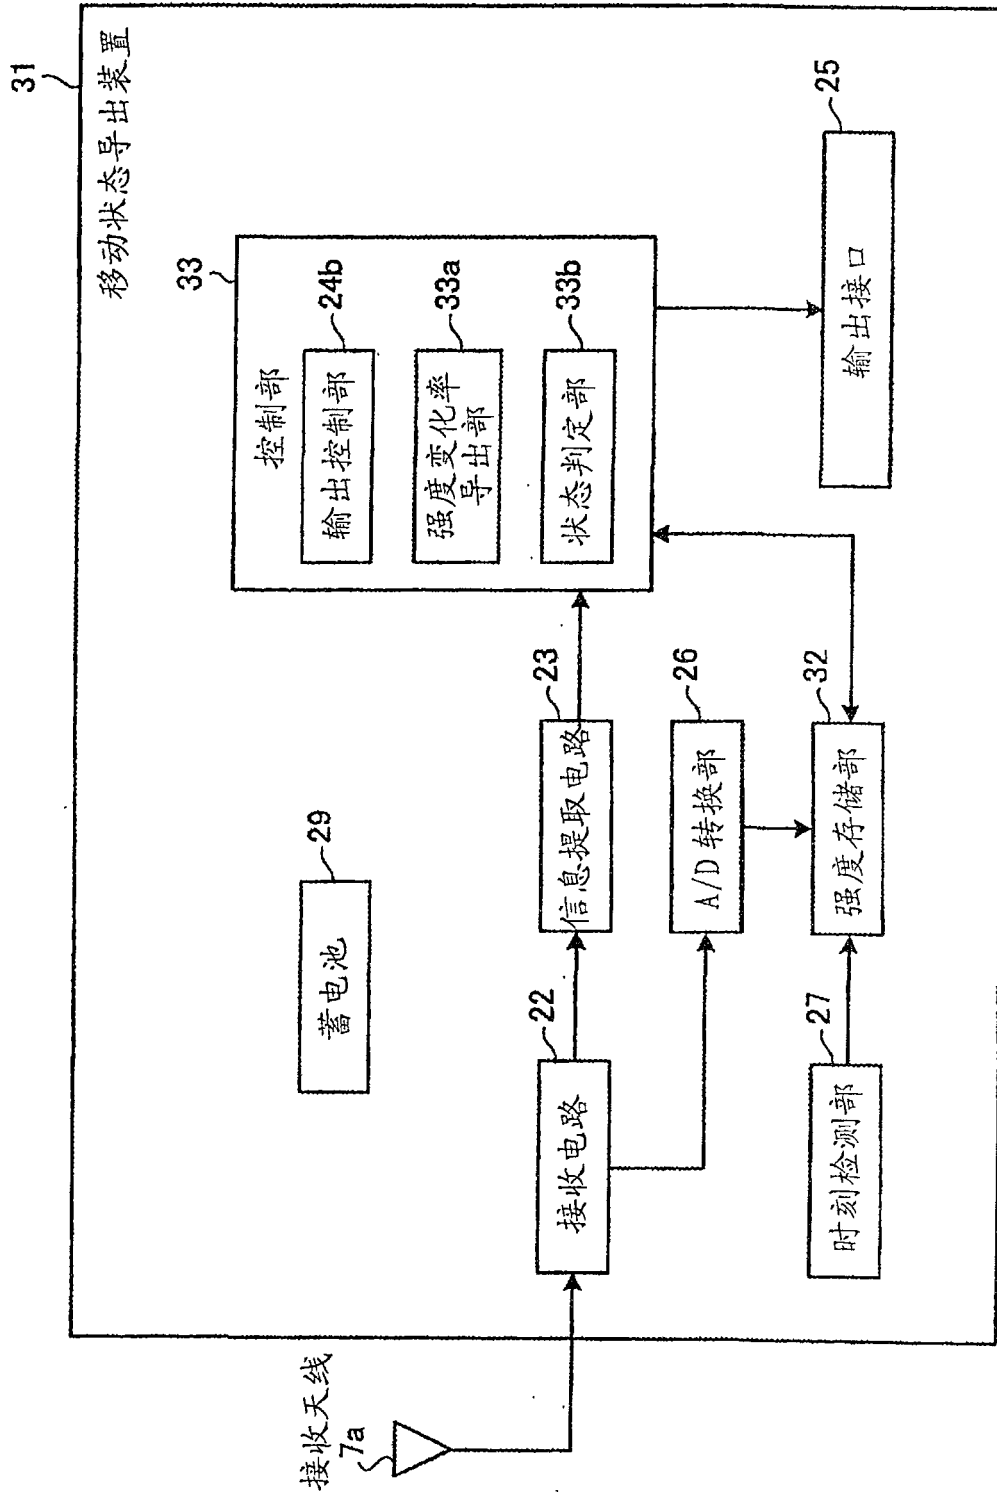 31
移动状态导出装置
33
控制部
24b
输出控制部
33a
强度变化率
导出部
33b
状态判定部
25
输出接口
29
蓄电池
23
信息提取电路
26
A/D 转换部
32
强度存储部
22
接收电路
27
时刻检测部
接收天线
7a